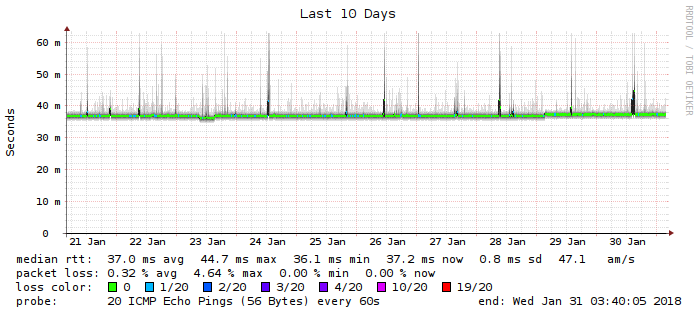 Last 10 Days
RRDTOOL / TOBI OETIKER
Seconds
60 m
50 m
40 m
30 m
20 m
10 m
0
21 Jan 22 Jan 23 Jan 24 Jan 25 Jan 26 Jan 27 Jan 28 Jan 29 Jan 30 Jan
median rtt: 37.0 ms avg 44.7 ms max 36.1 ms min 37.2 ms now 0.8 ms sd 47.1 am/s
packet loss: 0.32 % avg 4.64 % max 0.00 % min 0.00 % now
loss color: 0 1/20 2/20 3/20 4/20 10/20 19/20
probe: 20 ICMP Echo Pings (56 Bytes) every 60s end: Wed Jan 31 03:40:05 2018